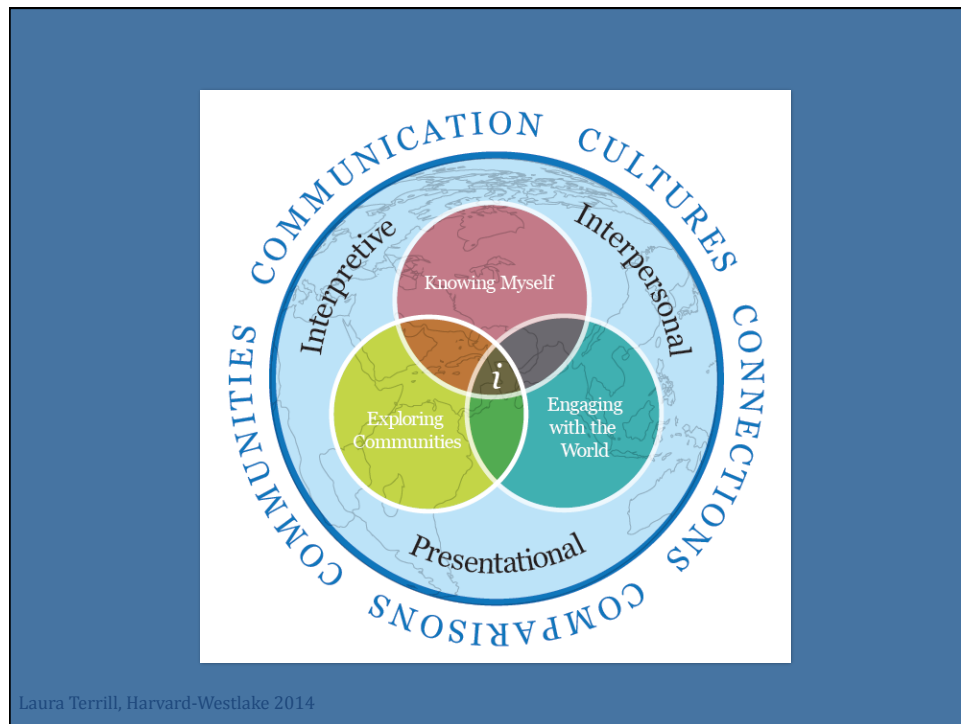 COMMUNICATION CULTURES CONNECTIONS COMPARISONS COMMUNITIES
Interpretive
Interpersonal
Knowing Myself
i
Exploring
Communities
Engaging
with the
World
Presentational
Laura Terrill, Harvard-Westlake 2014